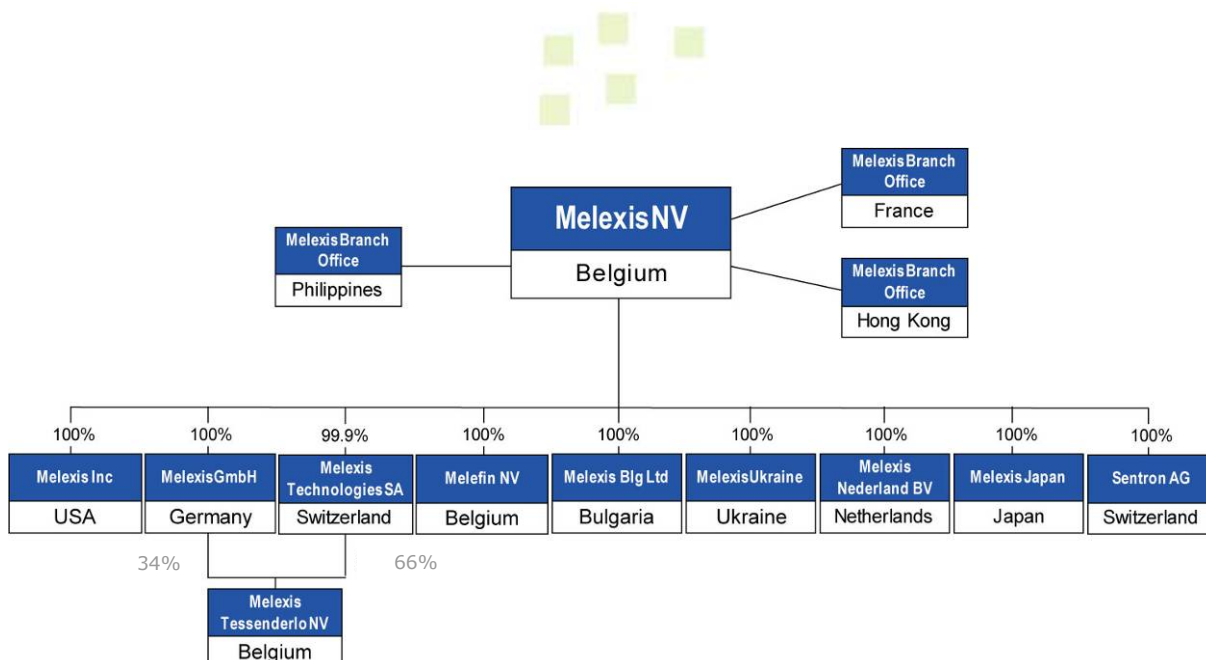 Melexis Branch
Office
France
Melexis NV
Belgium
Melexis Branch
Office
Philippines
Melexis Branch
Office
Hong Kong
100% 100% 99.9% 100% 100% 100% 100% 100% 100%
Melexis Inc
USA
Melexis GmbH
Germany
Melexis
Technologies SA
Switzerland
Melefin NV
Belgium
Melexis Blg Ltd
Bulgaria
Melexis Ukraine
Ukraine
Melexis
Nederland BV
Netherlands
Melexis Japan
Japan
Sentron AG
Switzerland
34% 66%
Melexis
Tessenderlo NV
Belgium